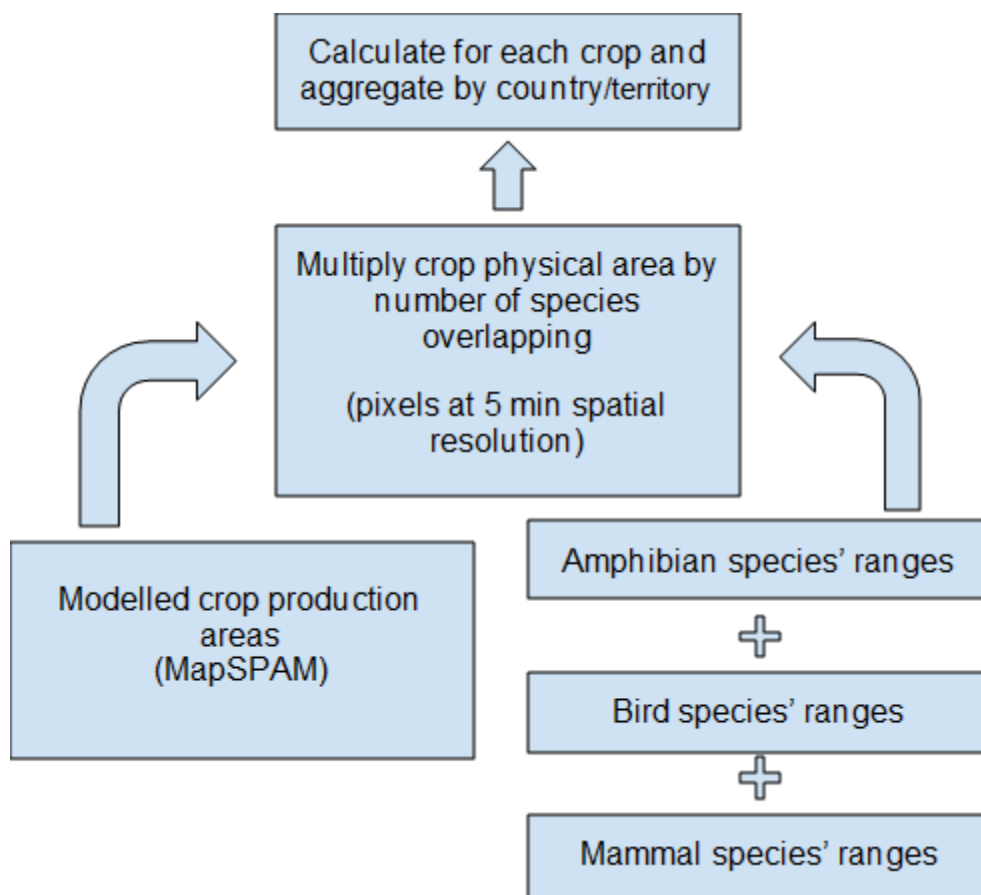 Calculate for each crop and
aggregate by country/territory
Multiply crop physical area by
number of species
overlapping
(pixels at 5 min spatial
resolution)
Modelled crop production
areas
(MapSPAM)
Amphibian species’ ranges
Bird species’ ranges
Mammal species’ ranges